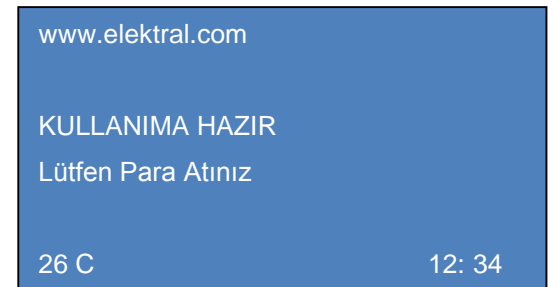 www.elektral.com
KULLANIMA HAZIR
Lütfen Para Atınız
26 C 12: 34